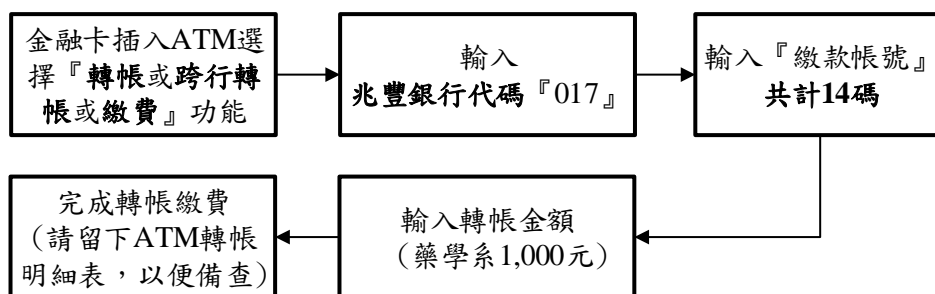 金融卡插入ATM選
擇『轉帳或跨行轉
帳或繳費』功能
輸入
兆豐銀行代碼『017』
輸入『繳款帳號』
共計14碼
輸入轉帳金額
（藥學系1,000元）
完成轉帳繳費
（請留下ATM轉帳
明細表，以便備查）